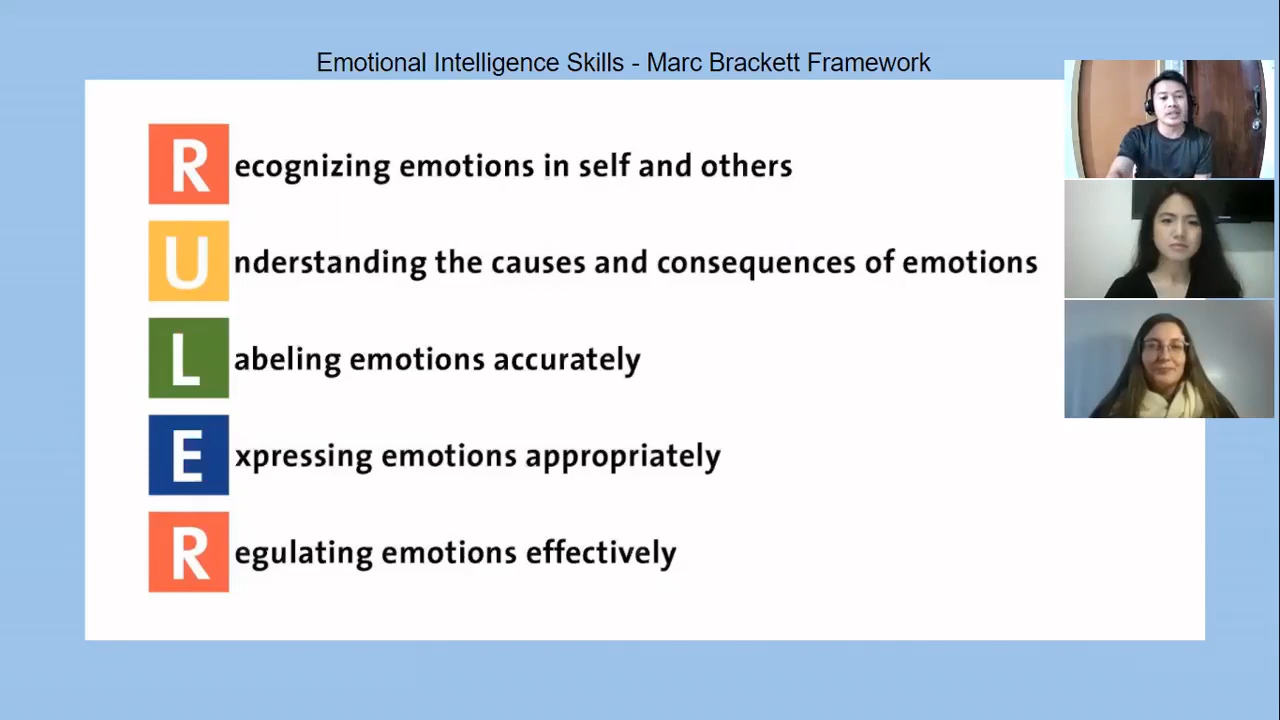 Emotional Intelligence Skills - Marc Brackett Framework
Recognizing emotions in self and others
Understanding the causes and consequences of emotions
Labeling emotions accurately
Expressing emotions appropriately
Regulating emotions effectively